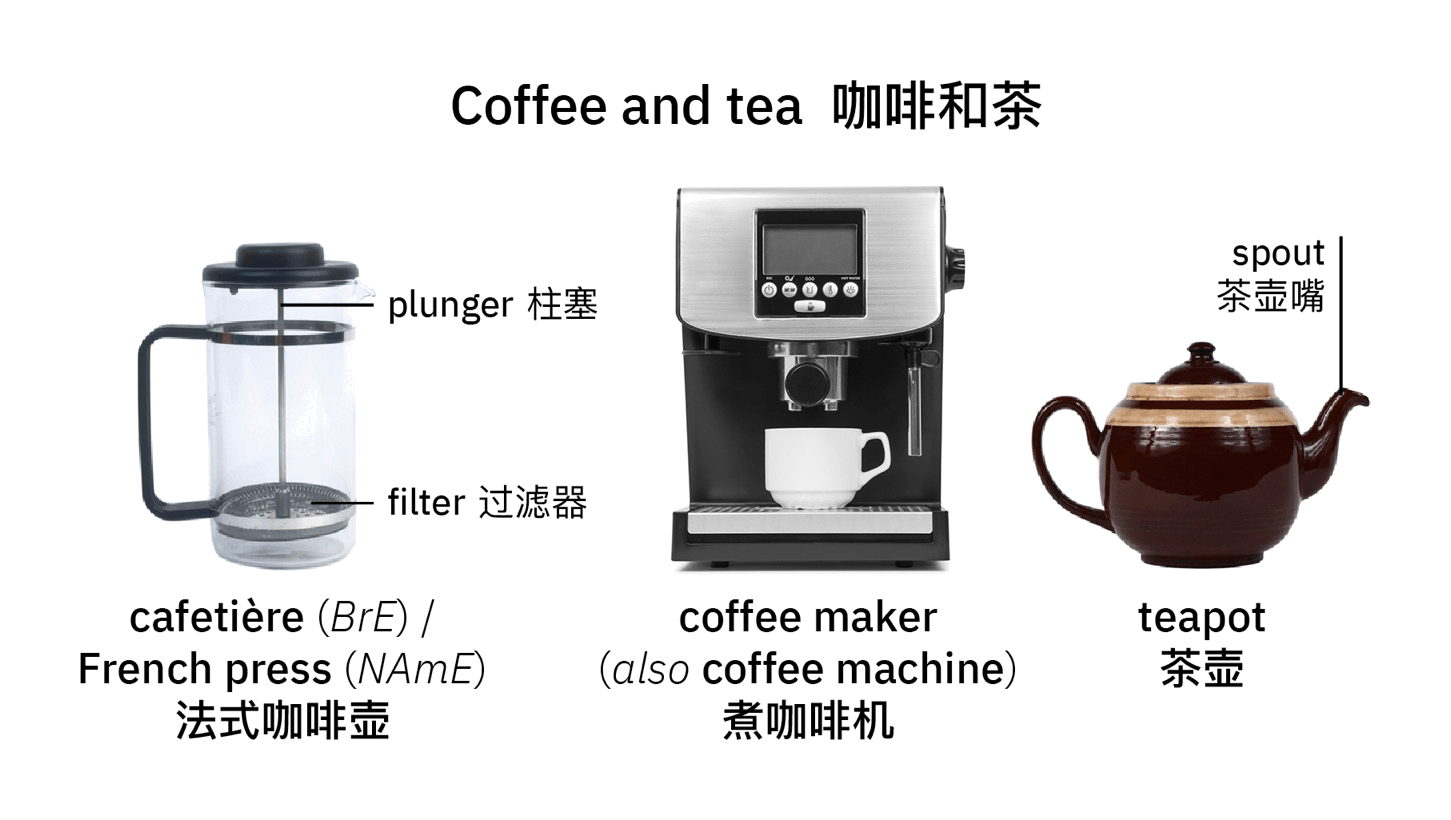 Coffee and tea 咖啡和茶
plunger 柱塞
filter 过滤器
cafetière (BrE) /
French press (NAmE)
法式咖啡壶
coffee maker
(also coffee machine)
煮咖啡机
spout
茶壶嘴
teapot
茶壶